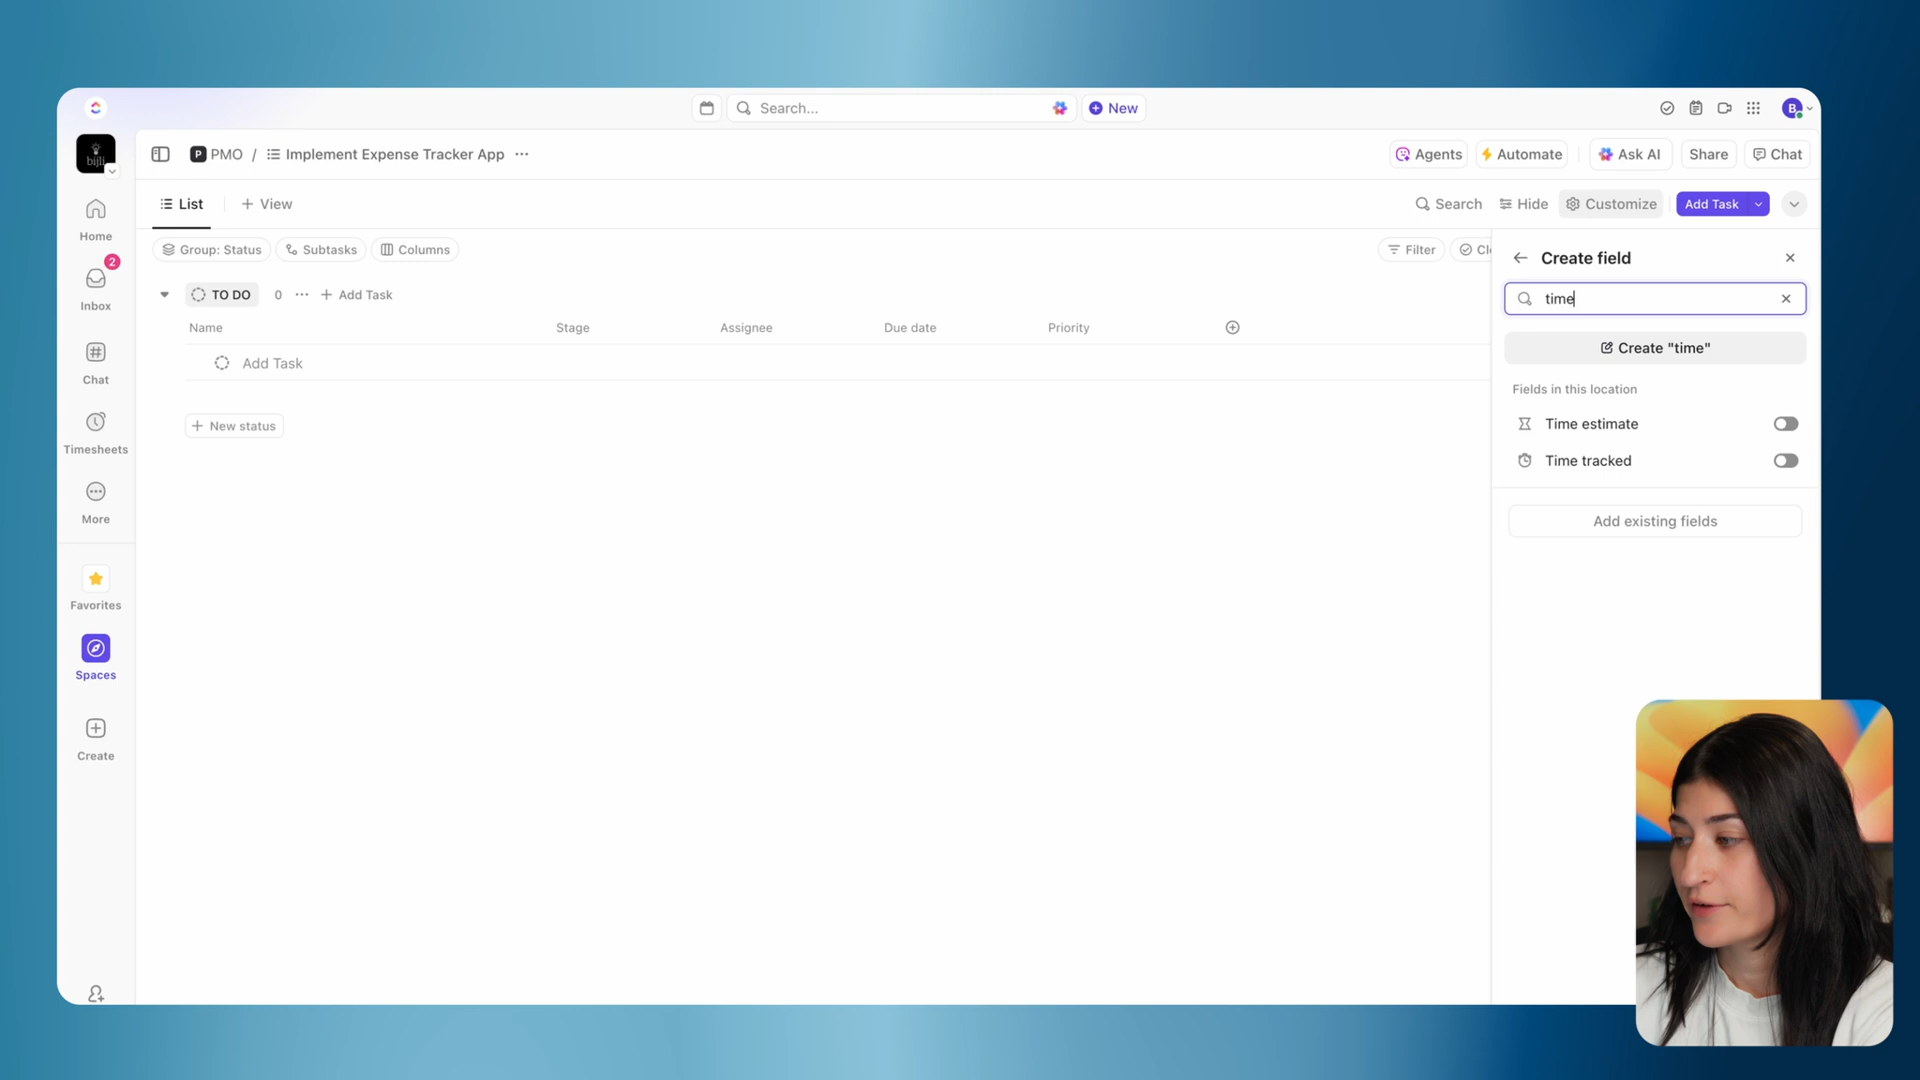 Search...
New
B
bijli
P PMO / Implement Expense Tracker App ...
Agents
Automate
Ask AI
Share
Chat
List
+ View
Search
Hide
Customize
Add Task
Group: Status
Subtasks
Columns
Filter
Cl
Create field
time
Create "time"
Fields in this location
Time estimate
Time tracked
Add existing fields
TO DO 0 ... + Add Task
Name Stage Assignee Due date Priority
Add Task
+ New status
Home
2
Inbox
Chat
Timesheets
More
Favorites
Spaces
Create